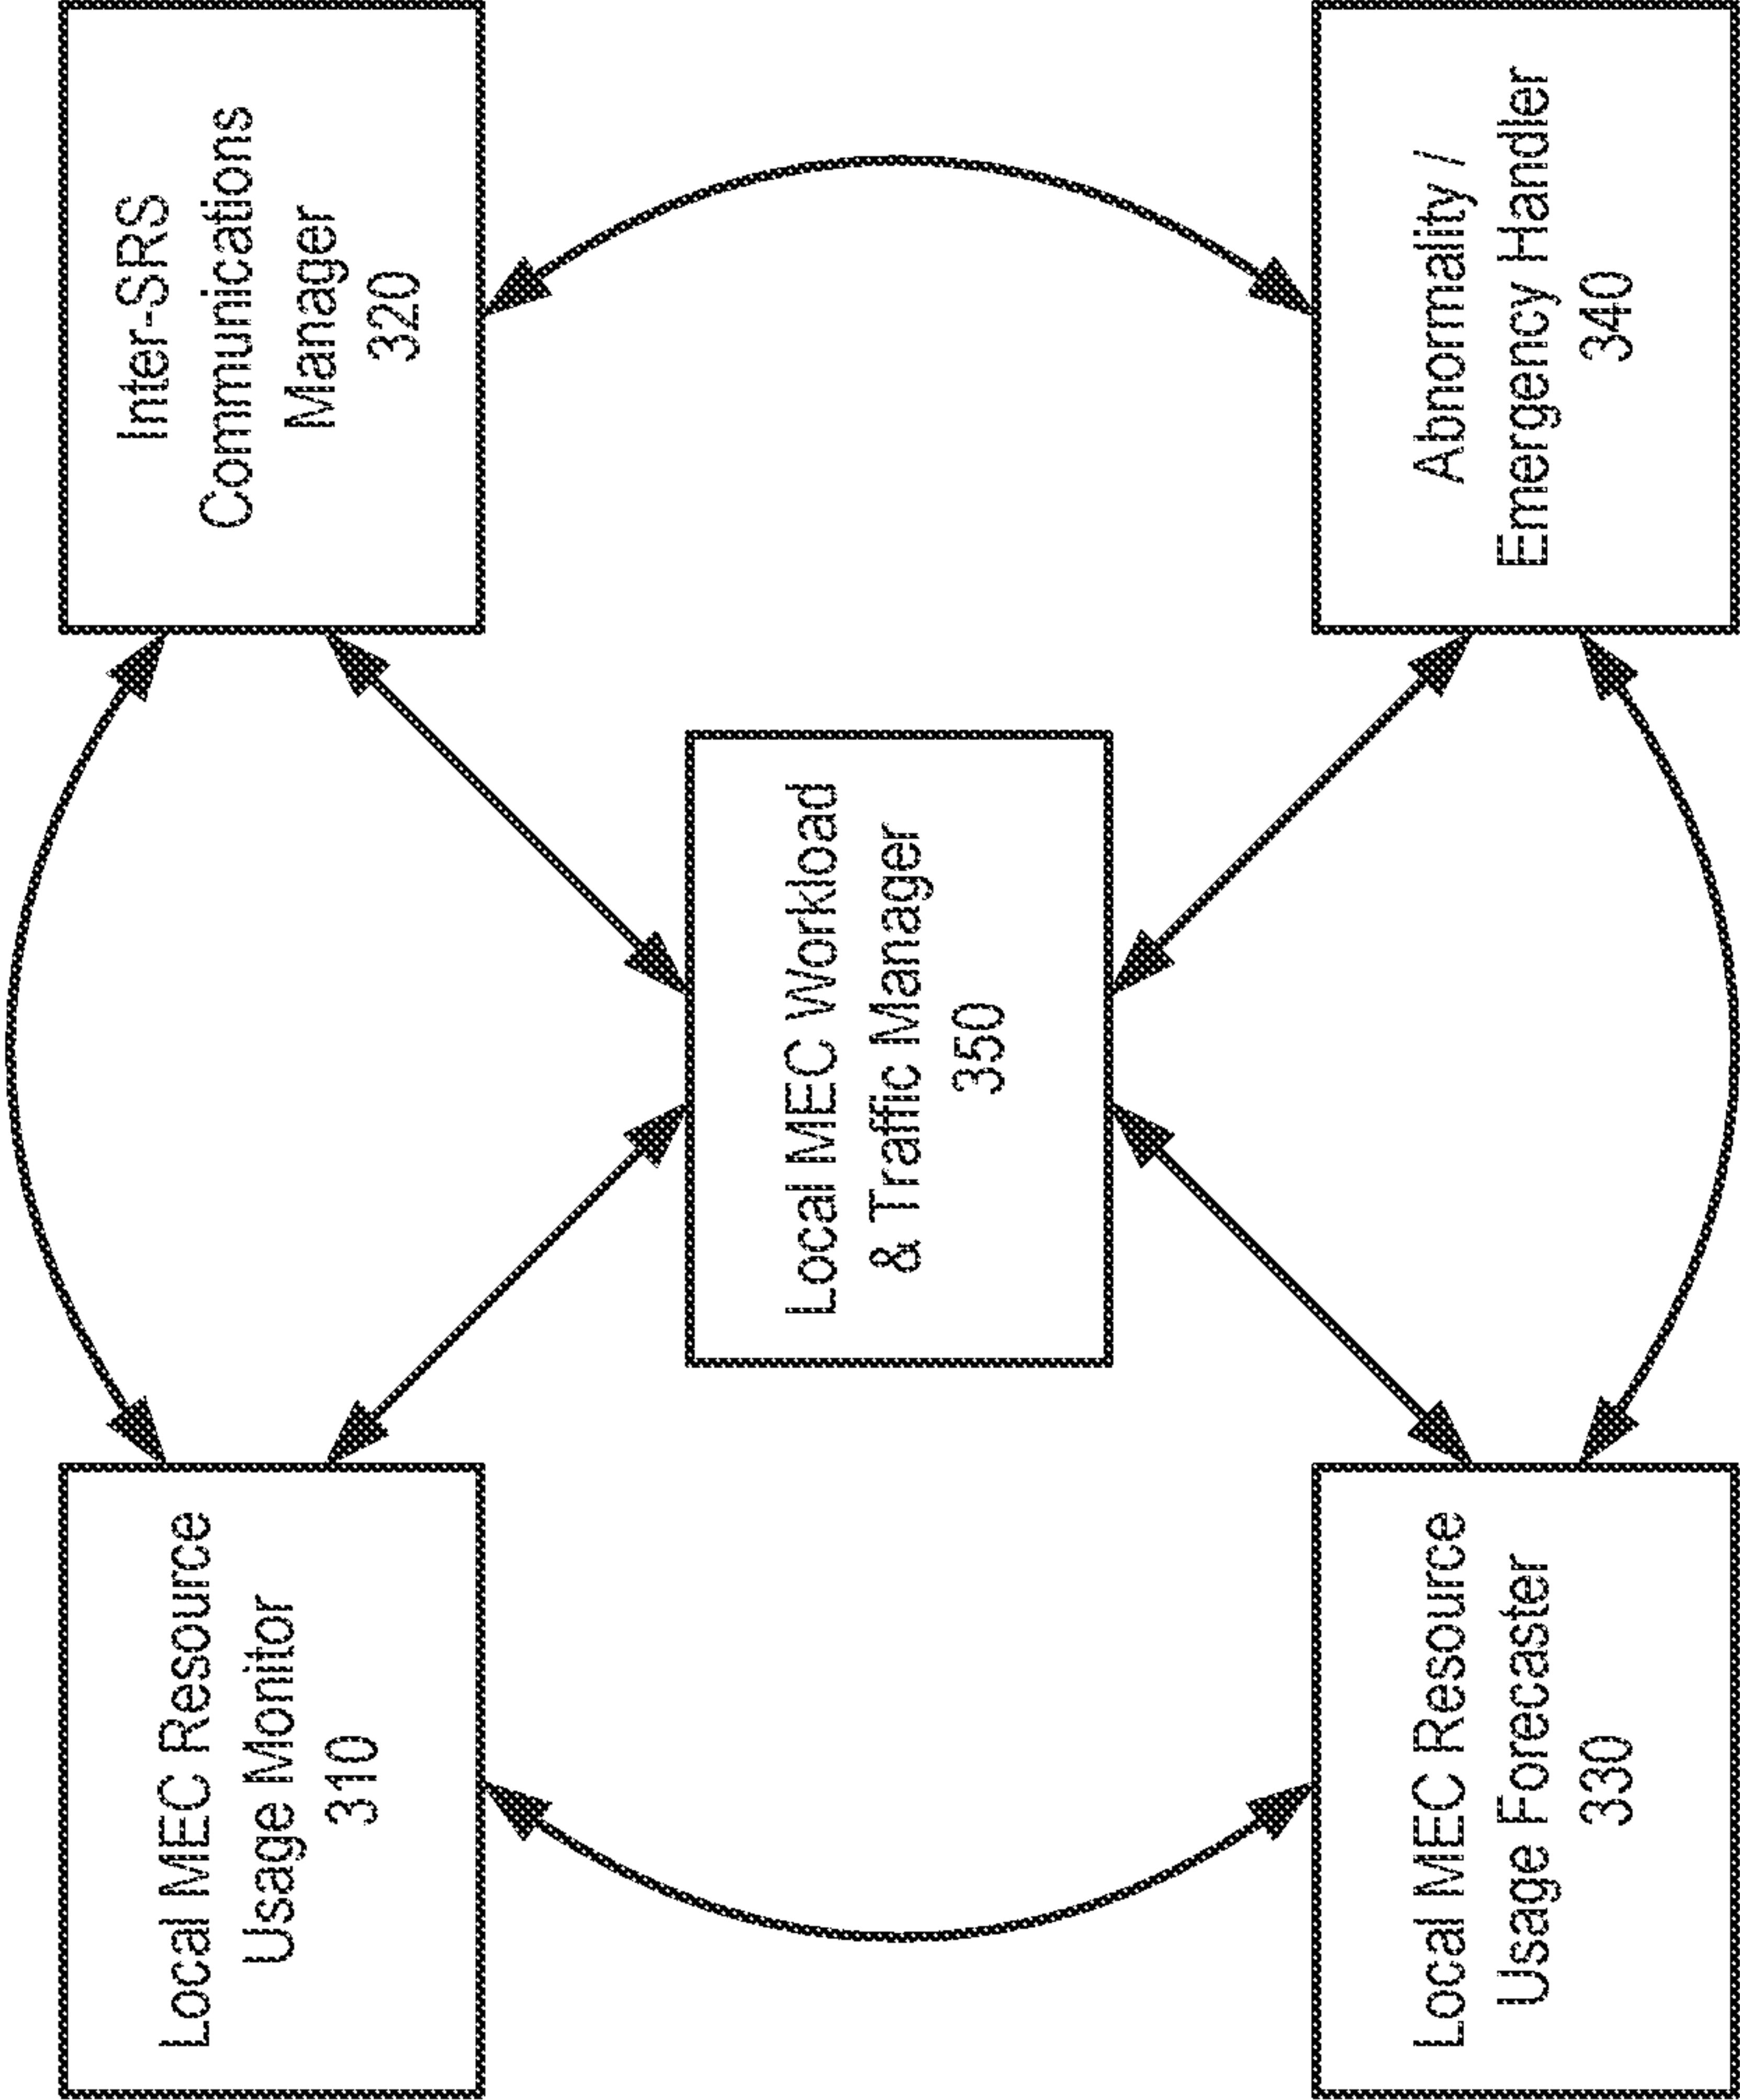 Local MEC Resource
Usage Monitor
310
Inter-SRS
Communications
Manager
320
Local MEC Workload
& Traffic Manager
350
Local MEC Resource
Usage Forecaster
330
Abnormality /
Emergency Handler
340